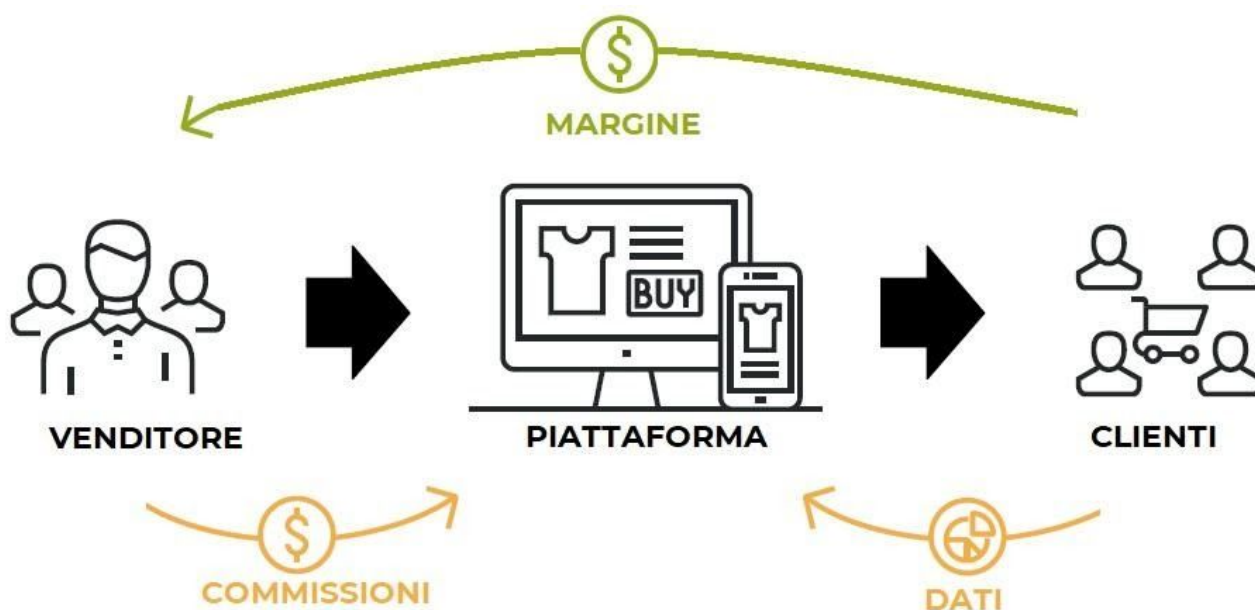 $
MARGINE
BUY
VENDITORE
PIATTAFORMA
CLIENTI
$
COMMISSIONI
DATI